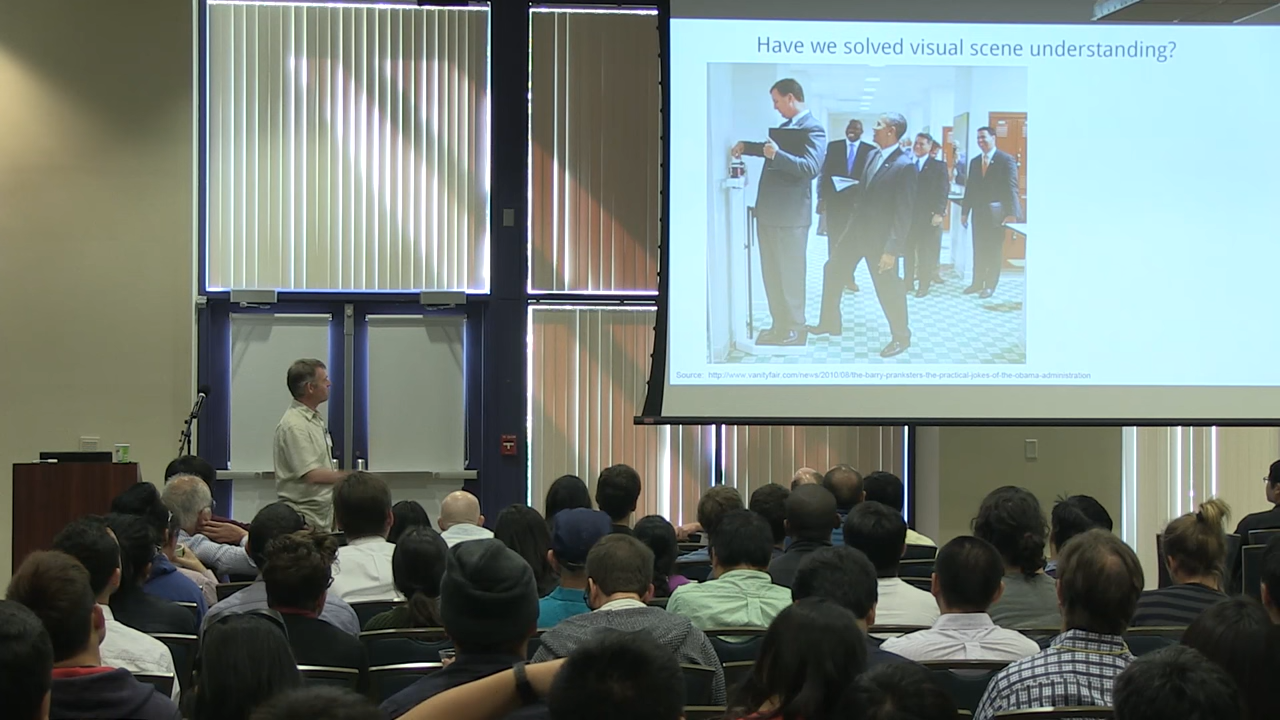 Have we solved visual scene understanding?
Source: http://www.vanityfair.com/news/2010/08/the-barry-pranksters-the-practical-jokes-of-the-obama-administration